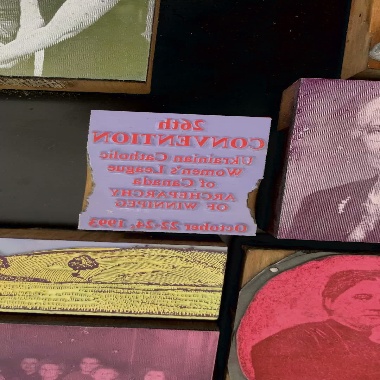 26th
CONVENTION
Ukrainian Catholic
Women's League
of Canada
ARCHEPARCHY
OF WINNIPEG
October 22-25, 1993